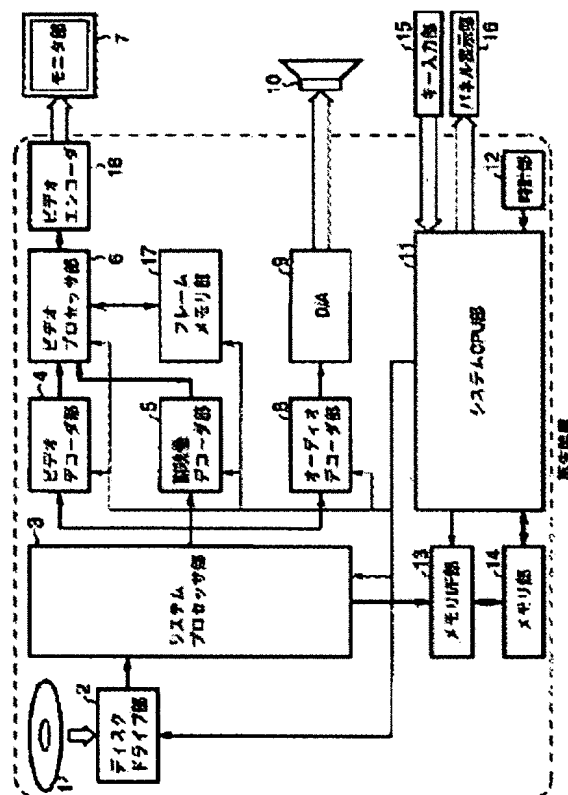 1
2
ディスク
ドライブ部
3
システム
プロセッサ部
4
ビデオ
デコーダ部
5
副映像
デコーダ部
8
オーディオ
デコーダ部
6
ビデオ
プロセッサ部
17
フレーム
メモリ部
9
D/A
18
ビデオ
エンコーダ
7
モニタ部
10
11
システムCPU部
12
時計部
13
メモリI/F部
14
メモリ部
15
キー入力部
16
パネル表示部
再生装置